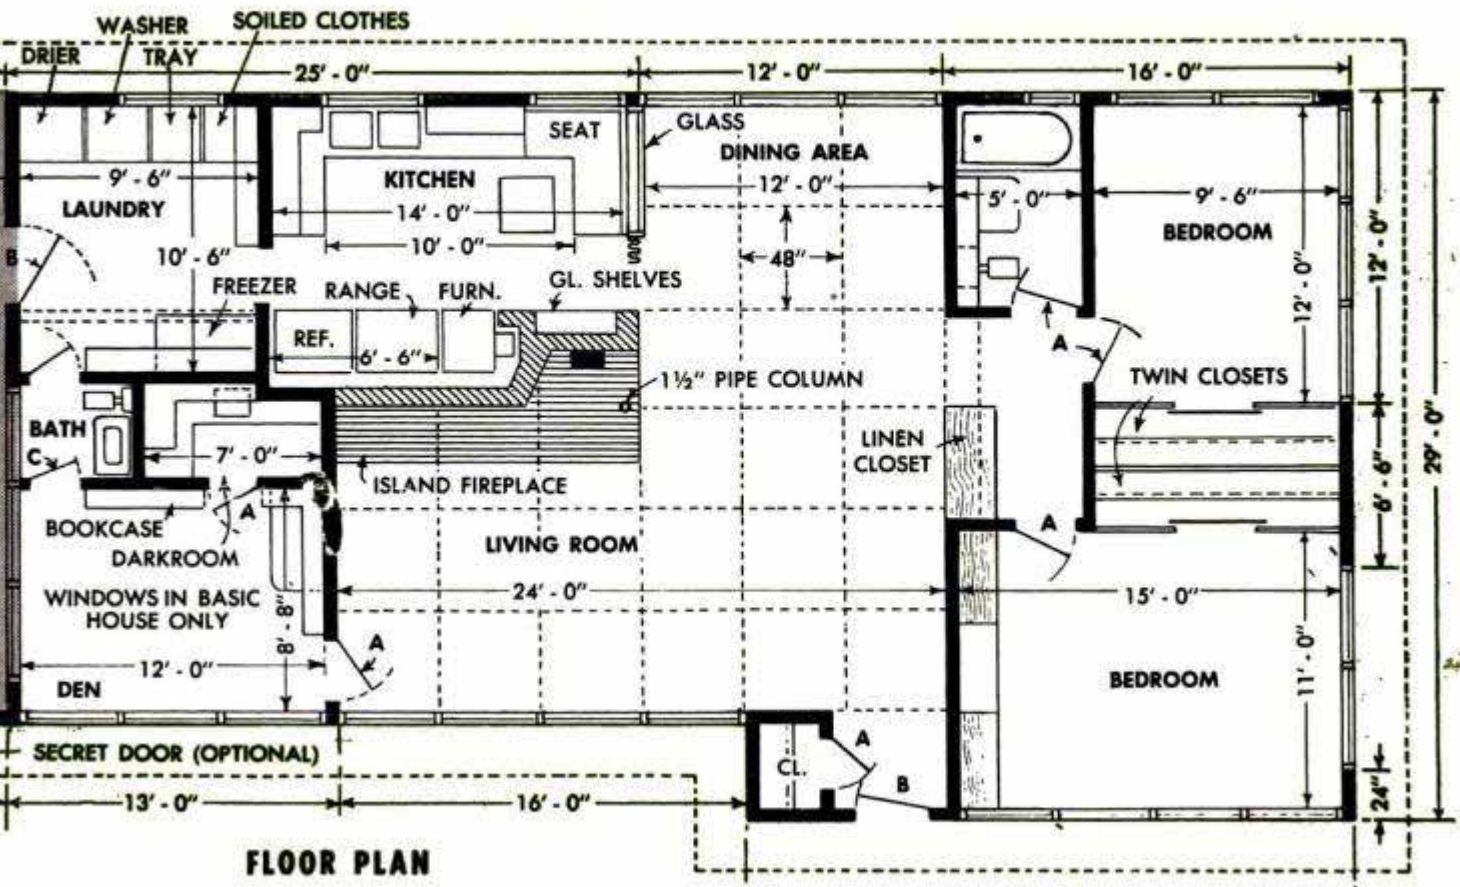 WASHER
SOILED CLOTHES
DRIER
TRAY
25' - 0"
12' - 0"
16' - 0"
SEAT
GLASS
DINING AREA
9' - 6"
KITCHEN
12' - 0"
5' - 0"
9' - 6"
LAUNDRY
14' - 0"
BEDROOM
10' - 0"
B
10' - 6"
48"
12' - 0"
12' - 0"
FREEZER
RANGE
FURN.
GL. SHELVES
REF.
6' - 6"
A
A
1½" PIPE COLUMN
TWIN CLOSETS
BATH
LINEN
CLOSET
C
7' - 0"
29' - 0"
6' - 6"
ISLAND FIREPLACE
BOOKCASE
A
A
DARKROOM
LIVING ROOM
WINDOWS IN BASIC
HOUSE ONLY
8' - 8"
24' - 0"
15' - 0"
A
12' - 0"
11' - 0"
DEN
BEDROOM
SECRET DOOR (OPTIONAL)
A
CL.
B
24"
13' - 0"
16' - 0"
FLOOR PLAN